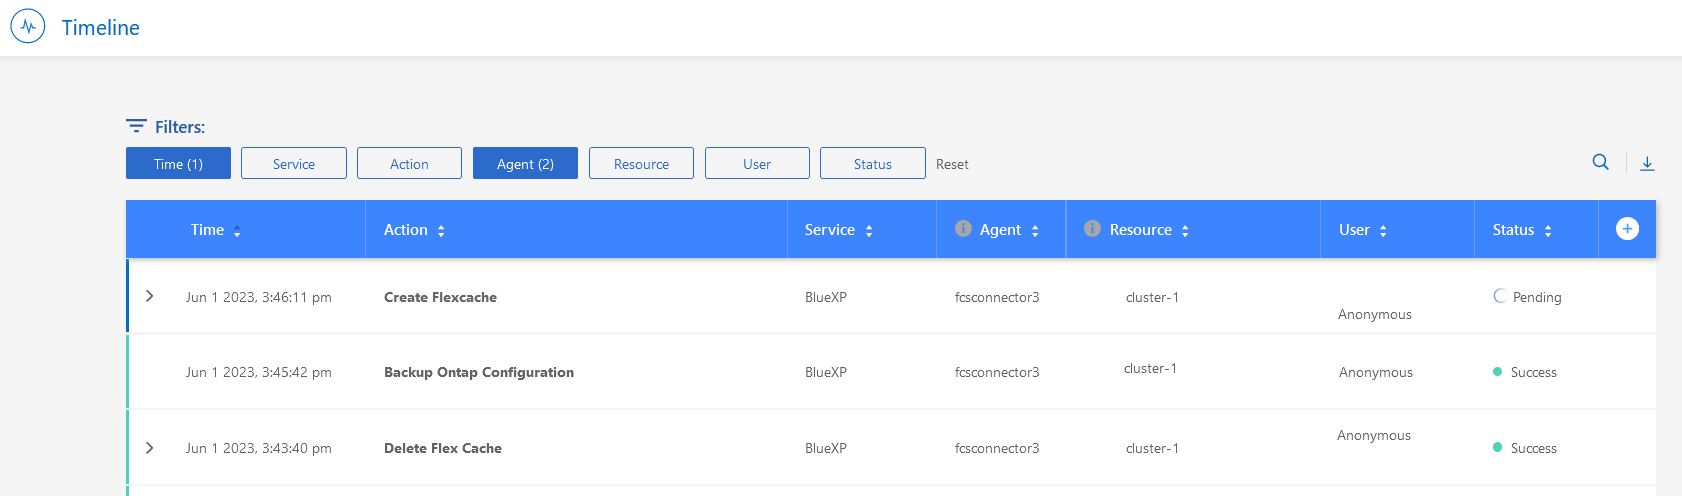 Timeline
Filters:
Time (1) Service Action Agent (2) Resource User Status Reset
Time Action Service Agent Resource User Status
Jun 1 2023, 3:46:11 pm Create Flexcache BlueXP fcsconnector3 cluster-1 Anonymous Pending
Jun 1 2023, 3:45:42 pm Backup Ontap Configuration BlueXP fcsconnector3 cluster-1 Anonymous Success
Jun 1 2023, 3:43:40 pm Delete Flex Cache BlueXP fcsconnector3 cluster-1 Anonymous Success